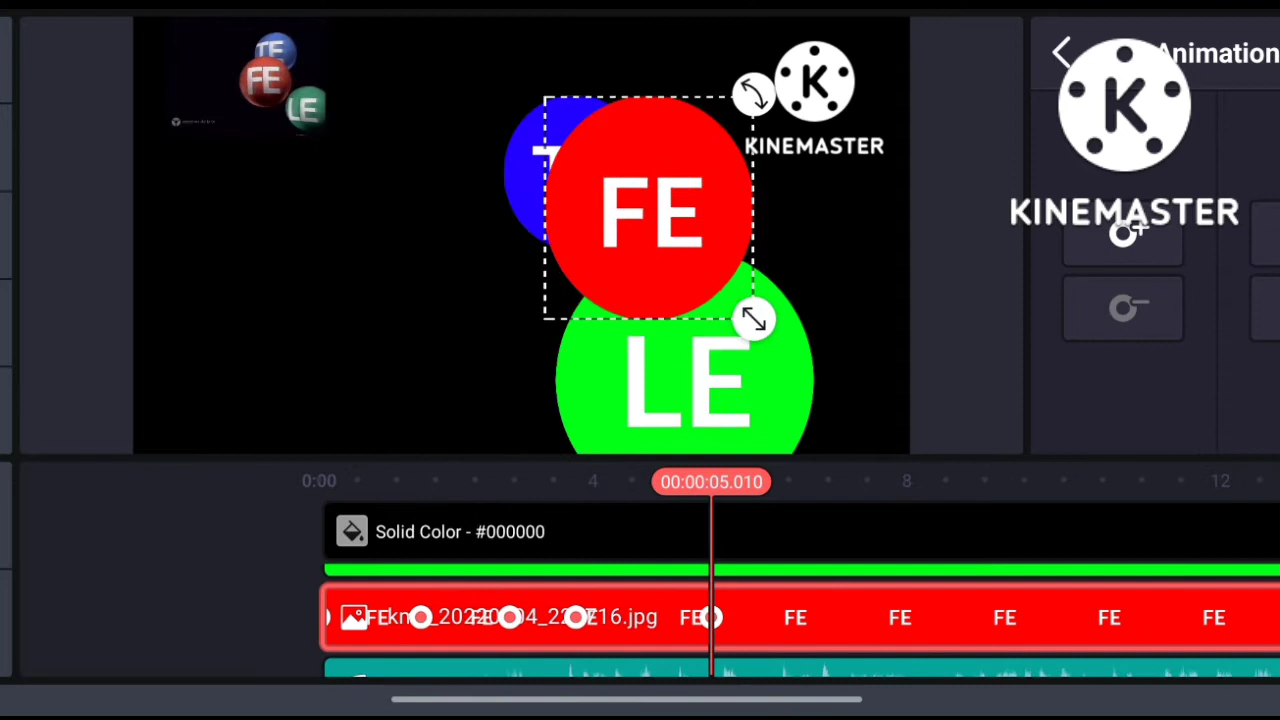 TE
FE
LE
K
KINEMASTER
Animation
K
KINEMASTER
T
FE
LE
0:00
4
00:00:05.010
8
12
Solid Color - #000000
FE
FE
FE
FE
FE
FE